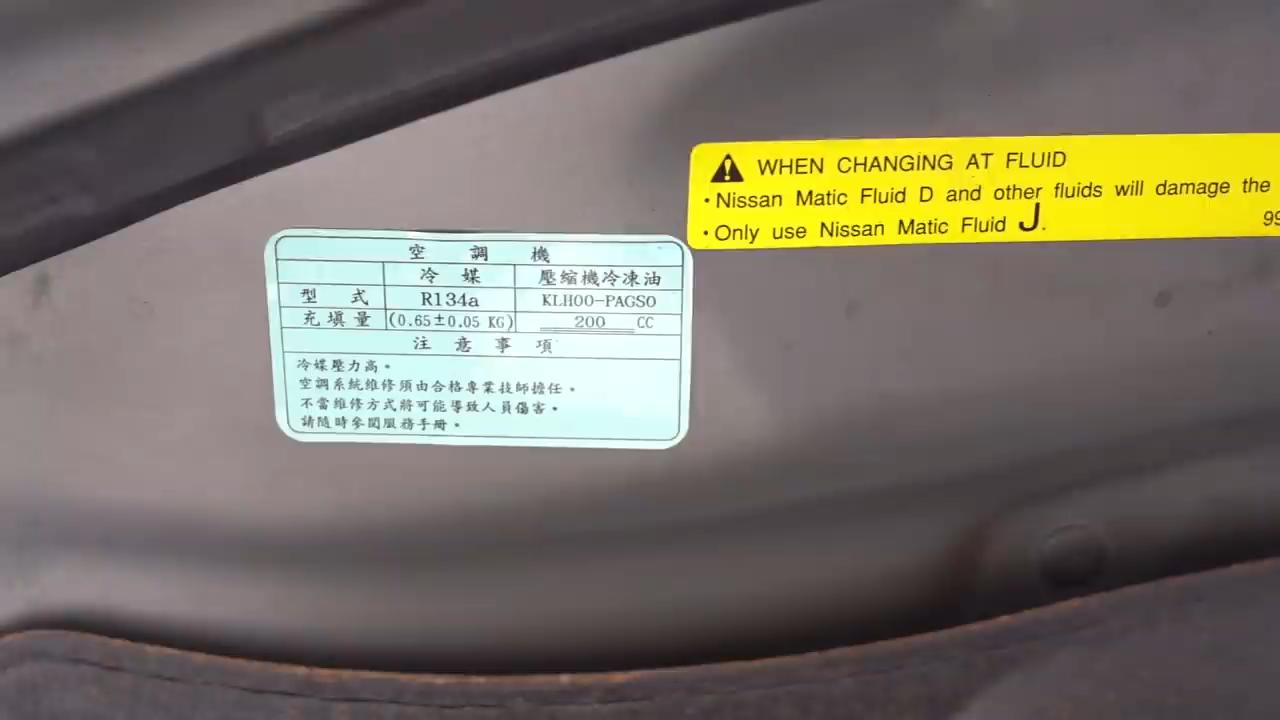 空調機
冷媒 壓縮機冷凍油
型式 R134a KLH00-PAGS0
充填量 (0.65±0.05 KG) 200 CC
注意事項
冷媒壓力高。
空調系統維修須由合格專業技師擔任。
不當維修方式將可能導致人員傷害。
請隨時參閱服務手冊。
WHEN CHANGING AT FLUID
・Nissan Matic Fluid D and other fluids will damage the
・Only use Nissan Matic Fluid J.
99